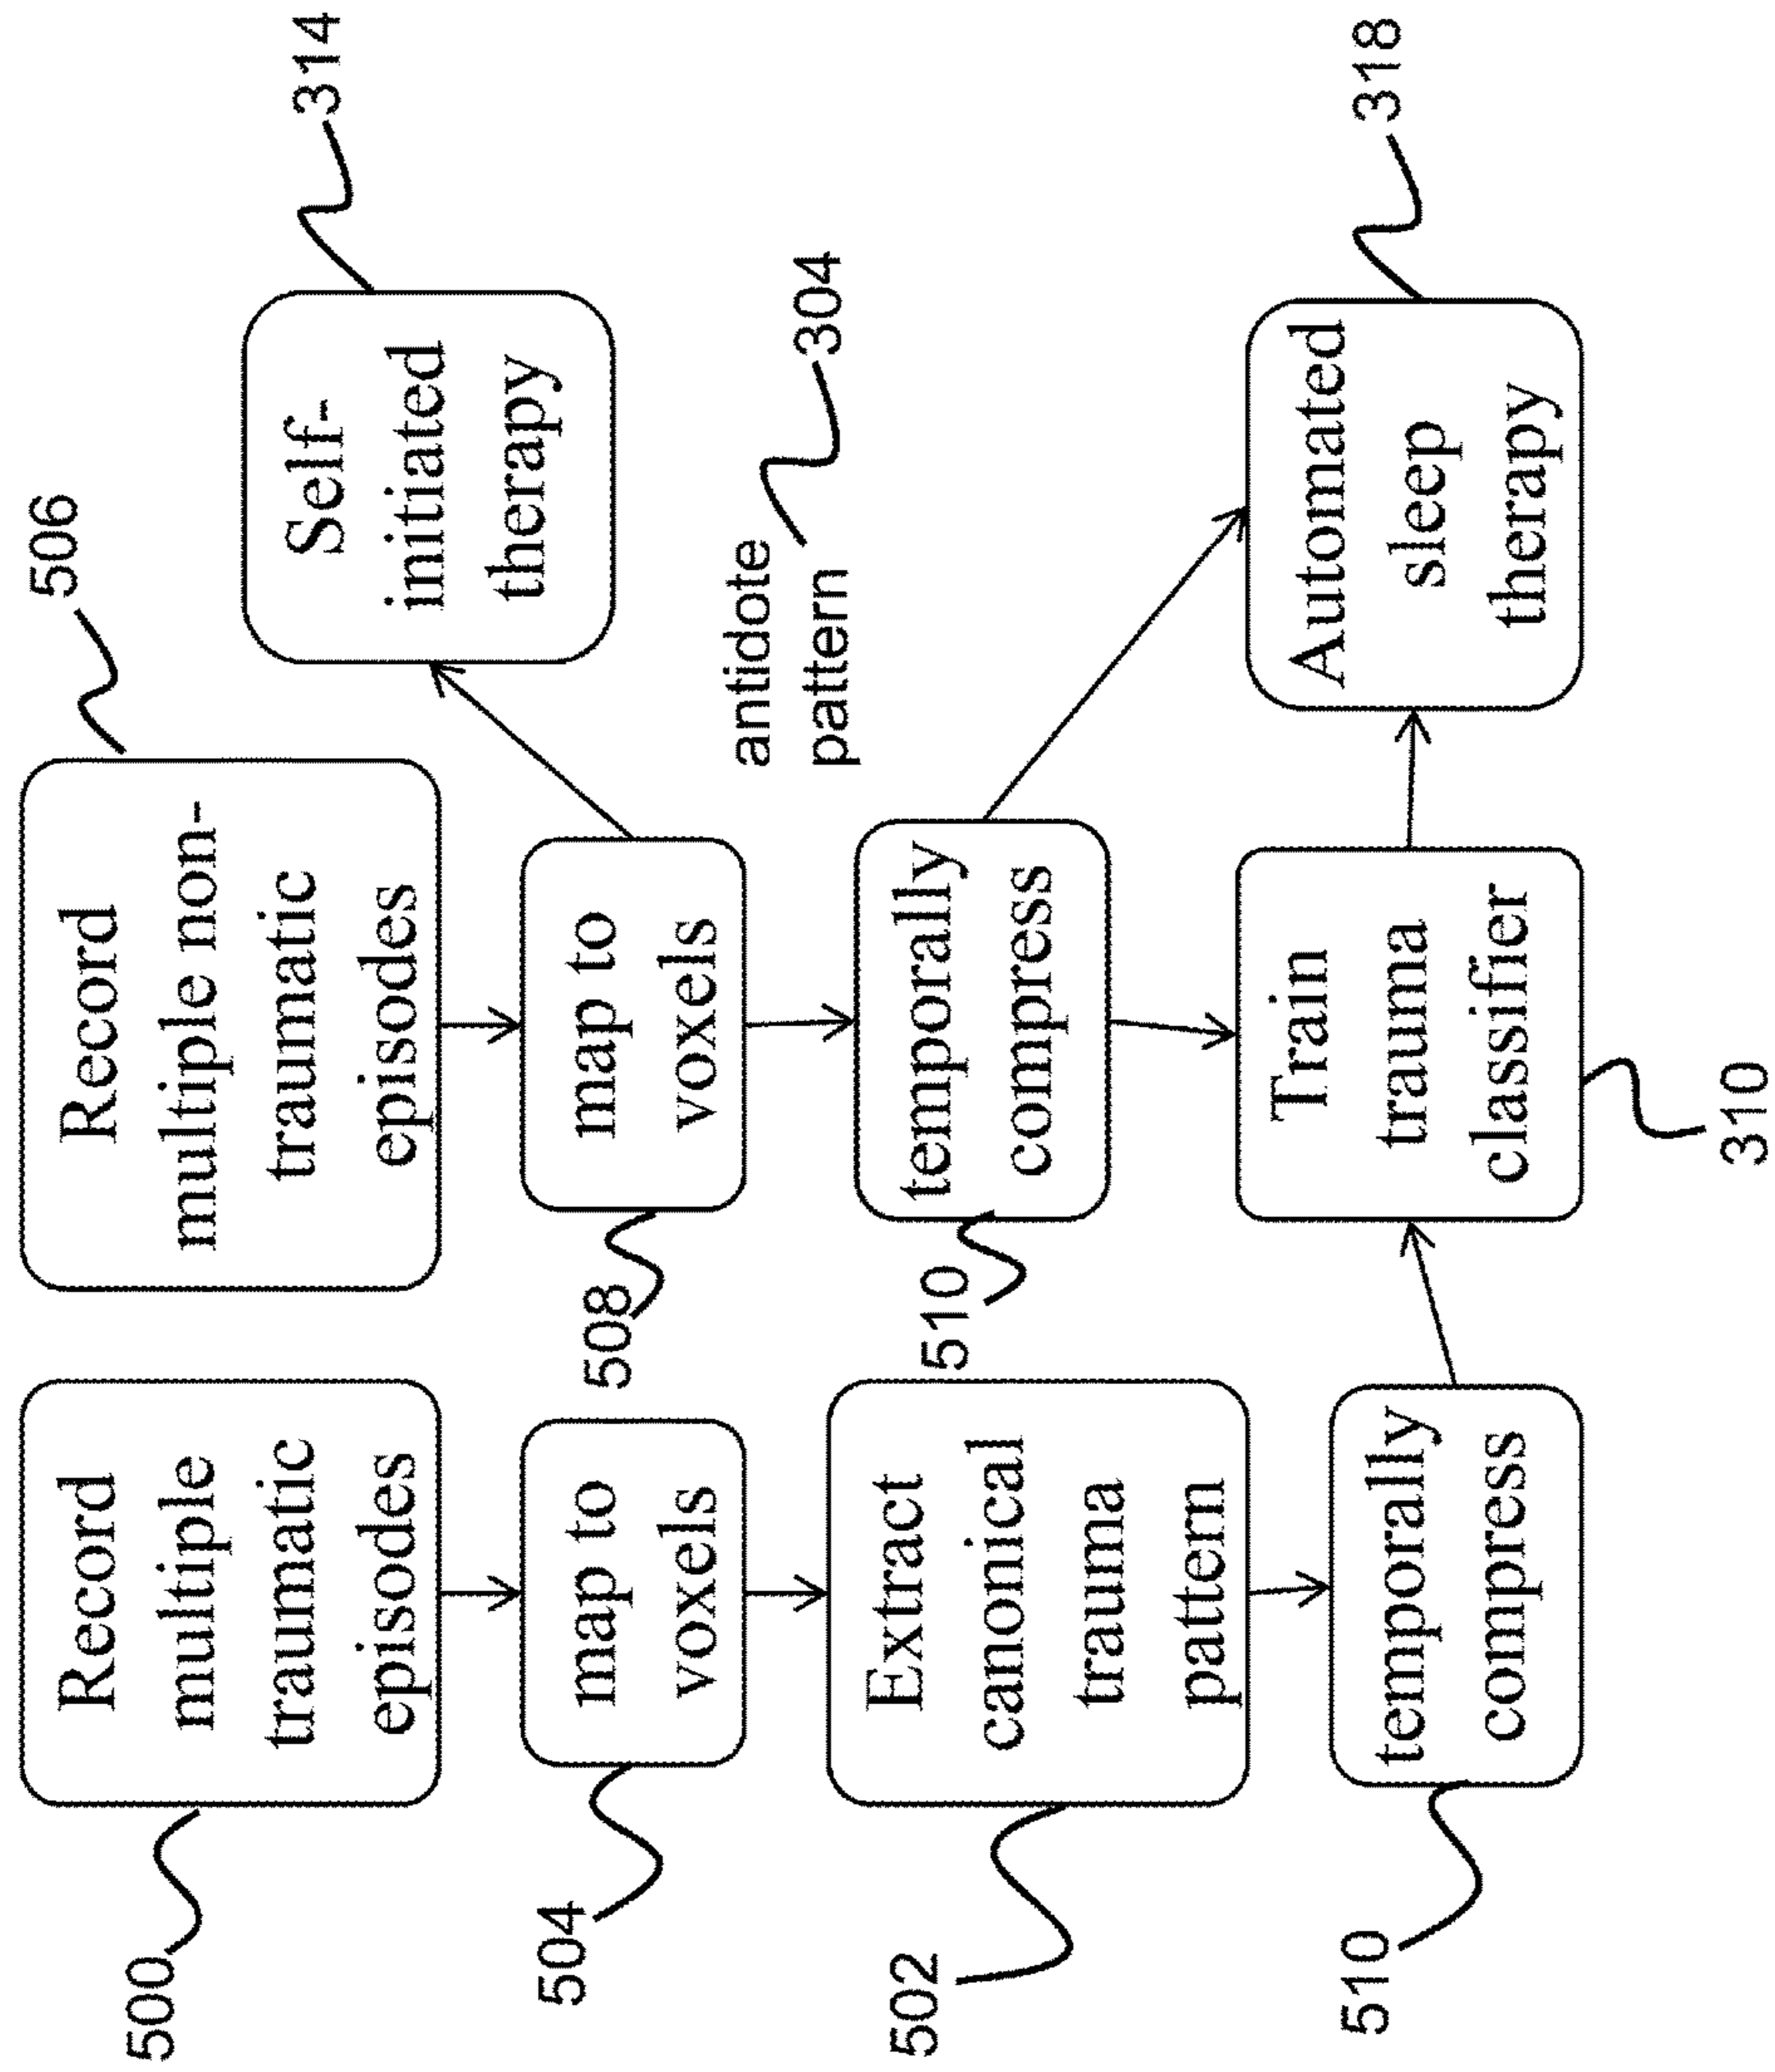 500
Record
multiple
traumatic
episodes
504
map to
voxels
502
Extract
canonical
trauma
pattern
510
temporally
compress
506
Record
multiple non-
traumatic
episodes
508
map to
voxels
510
temporally
compress
Train
trauma
classifier
310
Self-
initiated
therapy
314
antidote
pattern
304
Automated
sleep
therapy
318